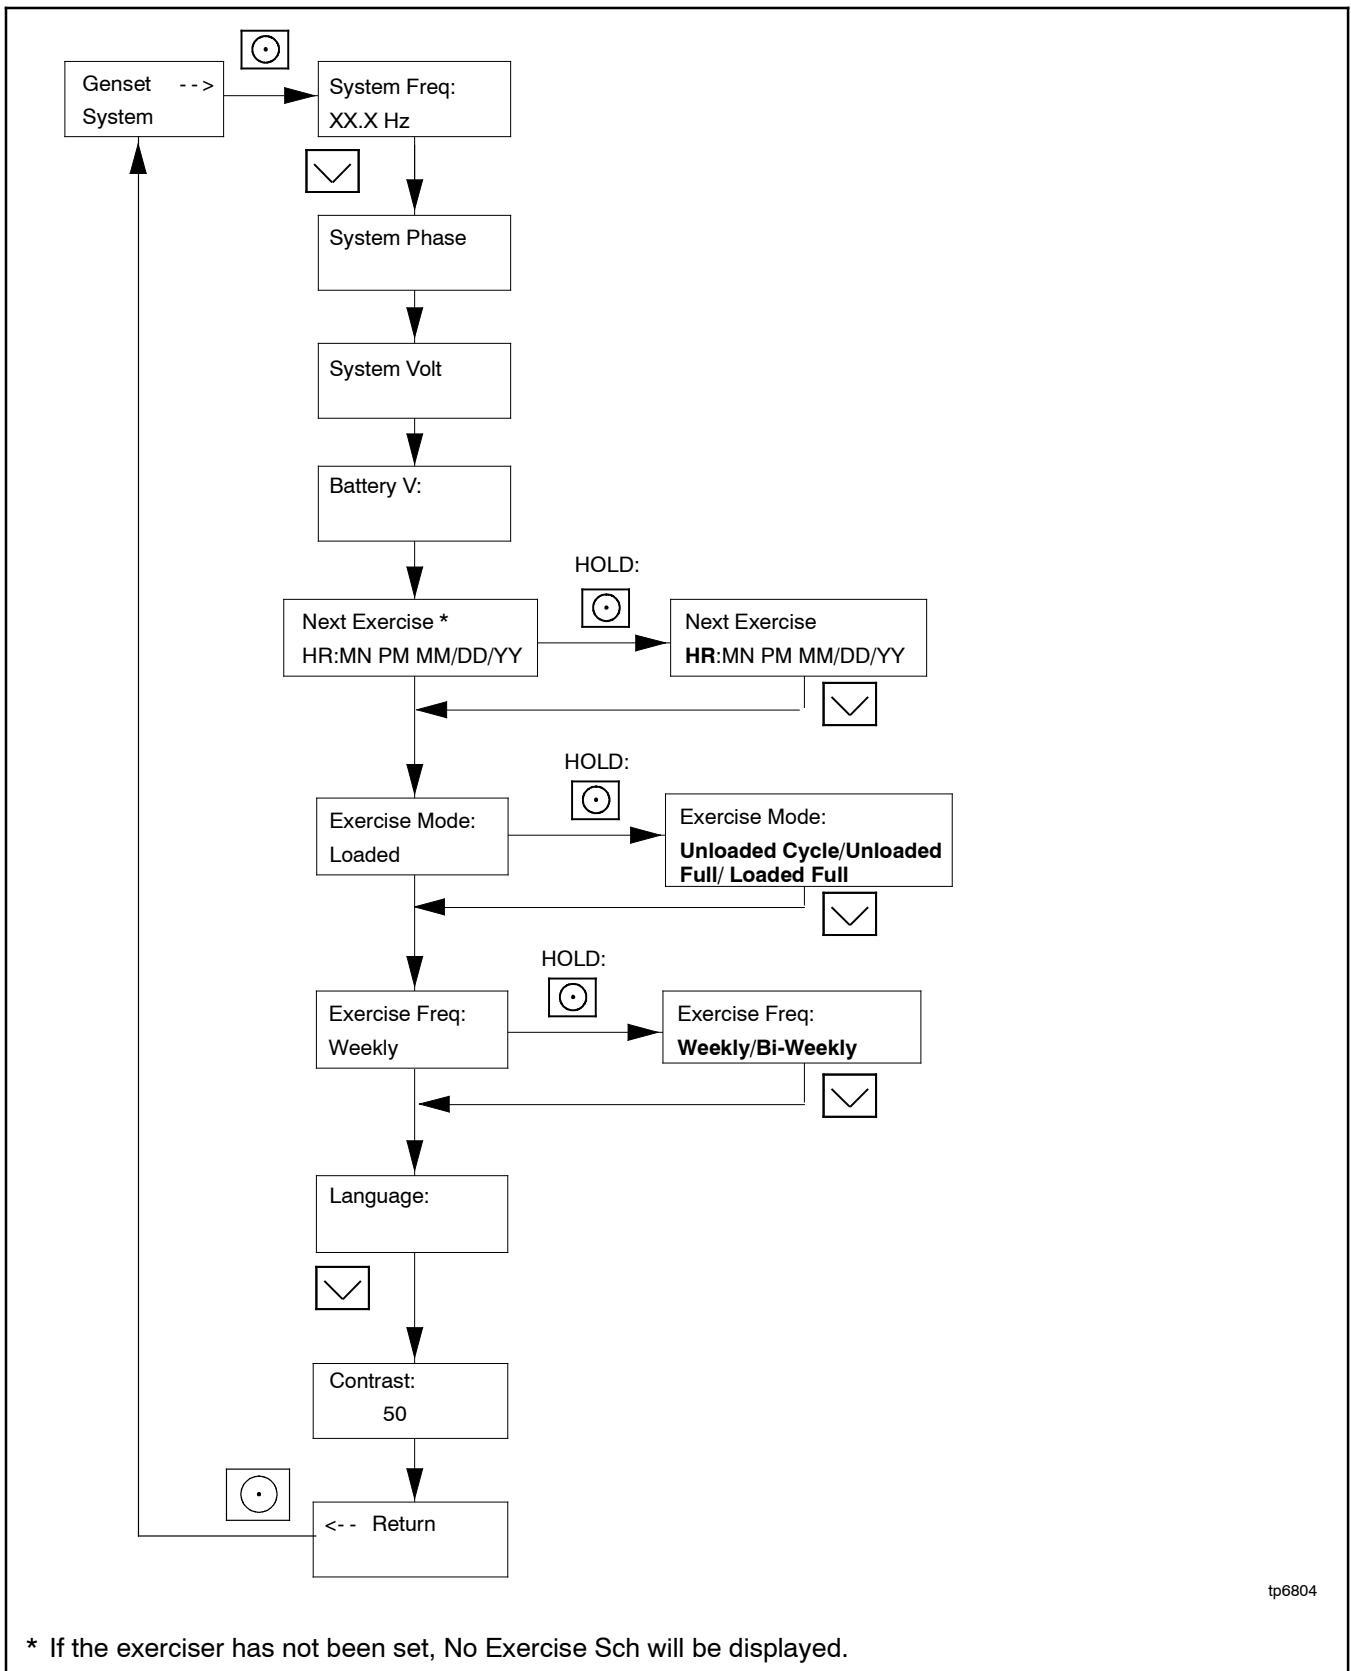 Genset - - >
System
System Freq:
XX.X Hz
System Phase
System Volt
Battery V:
HOLD:
Next Exercise *
HR:MN PM MM/DD/YY
Next Exercise
HR:MN PM MM/DD/YY
HOLD:
Exercise Mode:
Loaded
Exercise Mode:
Unloaded Cycle/Unloaded
Full/ Loaded Full
HOLD:
Exercise Freq:
Weekly
Exercise Freq:
Weekly/Bi-Weekly
Language:
Contrast:
50
<- - Return
tp6804
* If the exerciser has not been set, No Exercise Sch will be displayed.